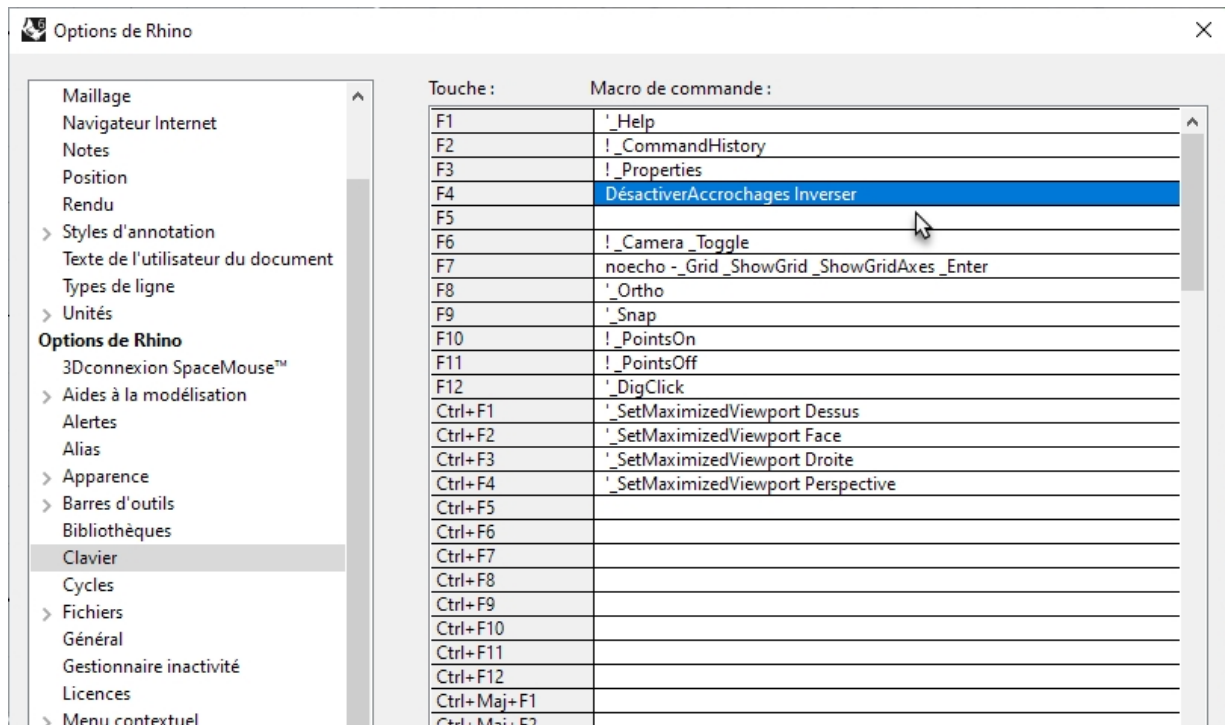 Options de Rhino
Maillage
Navigateur Internet
Notes
Position
Rendu
Styles d'annotation
Texte de l'utilisateur du document
Types de ligne
Unités
Options de Rhino
3Dconnexion SpaceMouse™
Aides à la modélisation
Alertes
Alias
Apparence
Barres d'outils
Bibliothèques
Clavier
Cycles
Fichiers
Général
Gestionnaire inactivité
Licences
Menu contextuel
Touche : Macro de commande :
F1 '_Help
F2 ! _CommandHistory
F3 ! _Properties
F4 DésactiverAccrochages Inverser
F5
F6 ! _Camera _Toggle
F7 noecho -_Grid _ShowGrid _ShowGridAxes _Enter
F8 '_Ortho
F9 '_Snap
F10 ! _PointsOn
F11 ! _PointsOff
F12 '_DigClick
Ctrl+F1 '_SetMaximizedViewport Dessus
Ctrl+F2 '_SetMaximizedViewport Face
Ctrl+F3 '_SetMaximizedViewport Droite
Ctrl+F4 '_SetMaximizedViewport Perspective
Ctrl+F5
Ctrl+F6
Ctrl+F7
Ctrl+F8
Ctrl+F9
Ctrl+F10
Ctrl+F11
Ctrl+F12
Ctrl+Maj+F1
Ctrl+Maj+F2